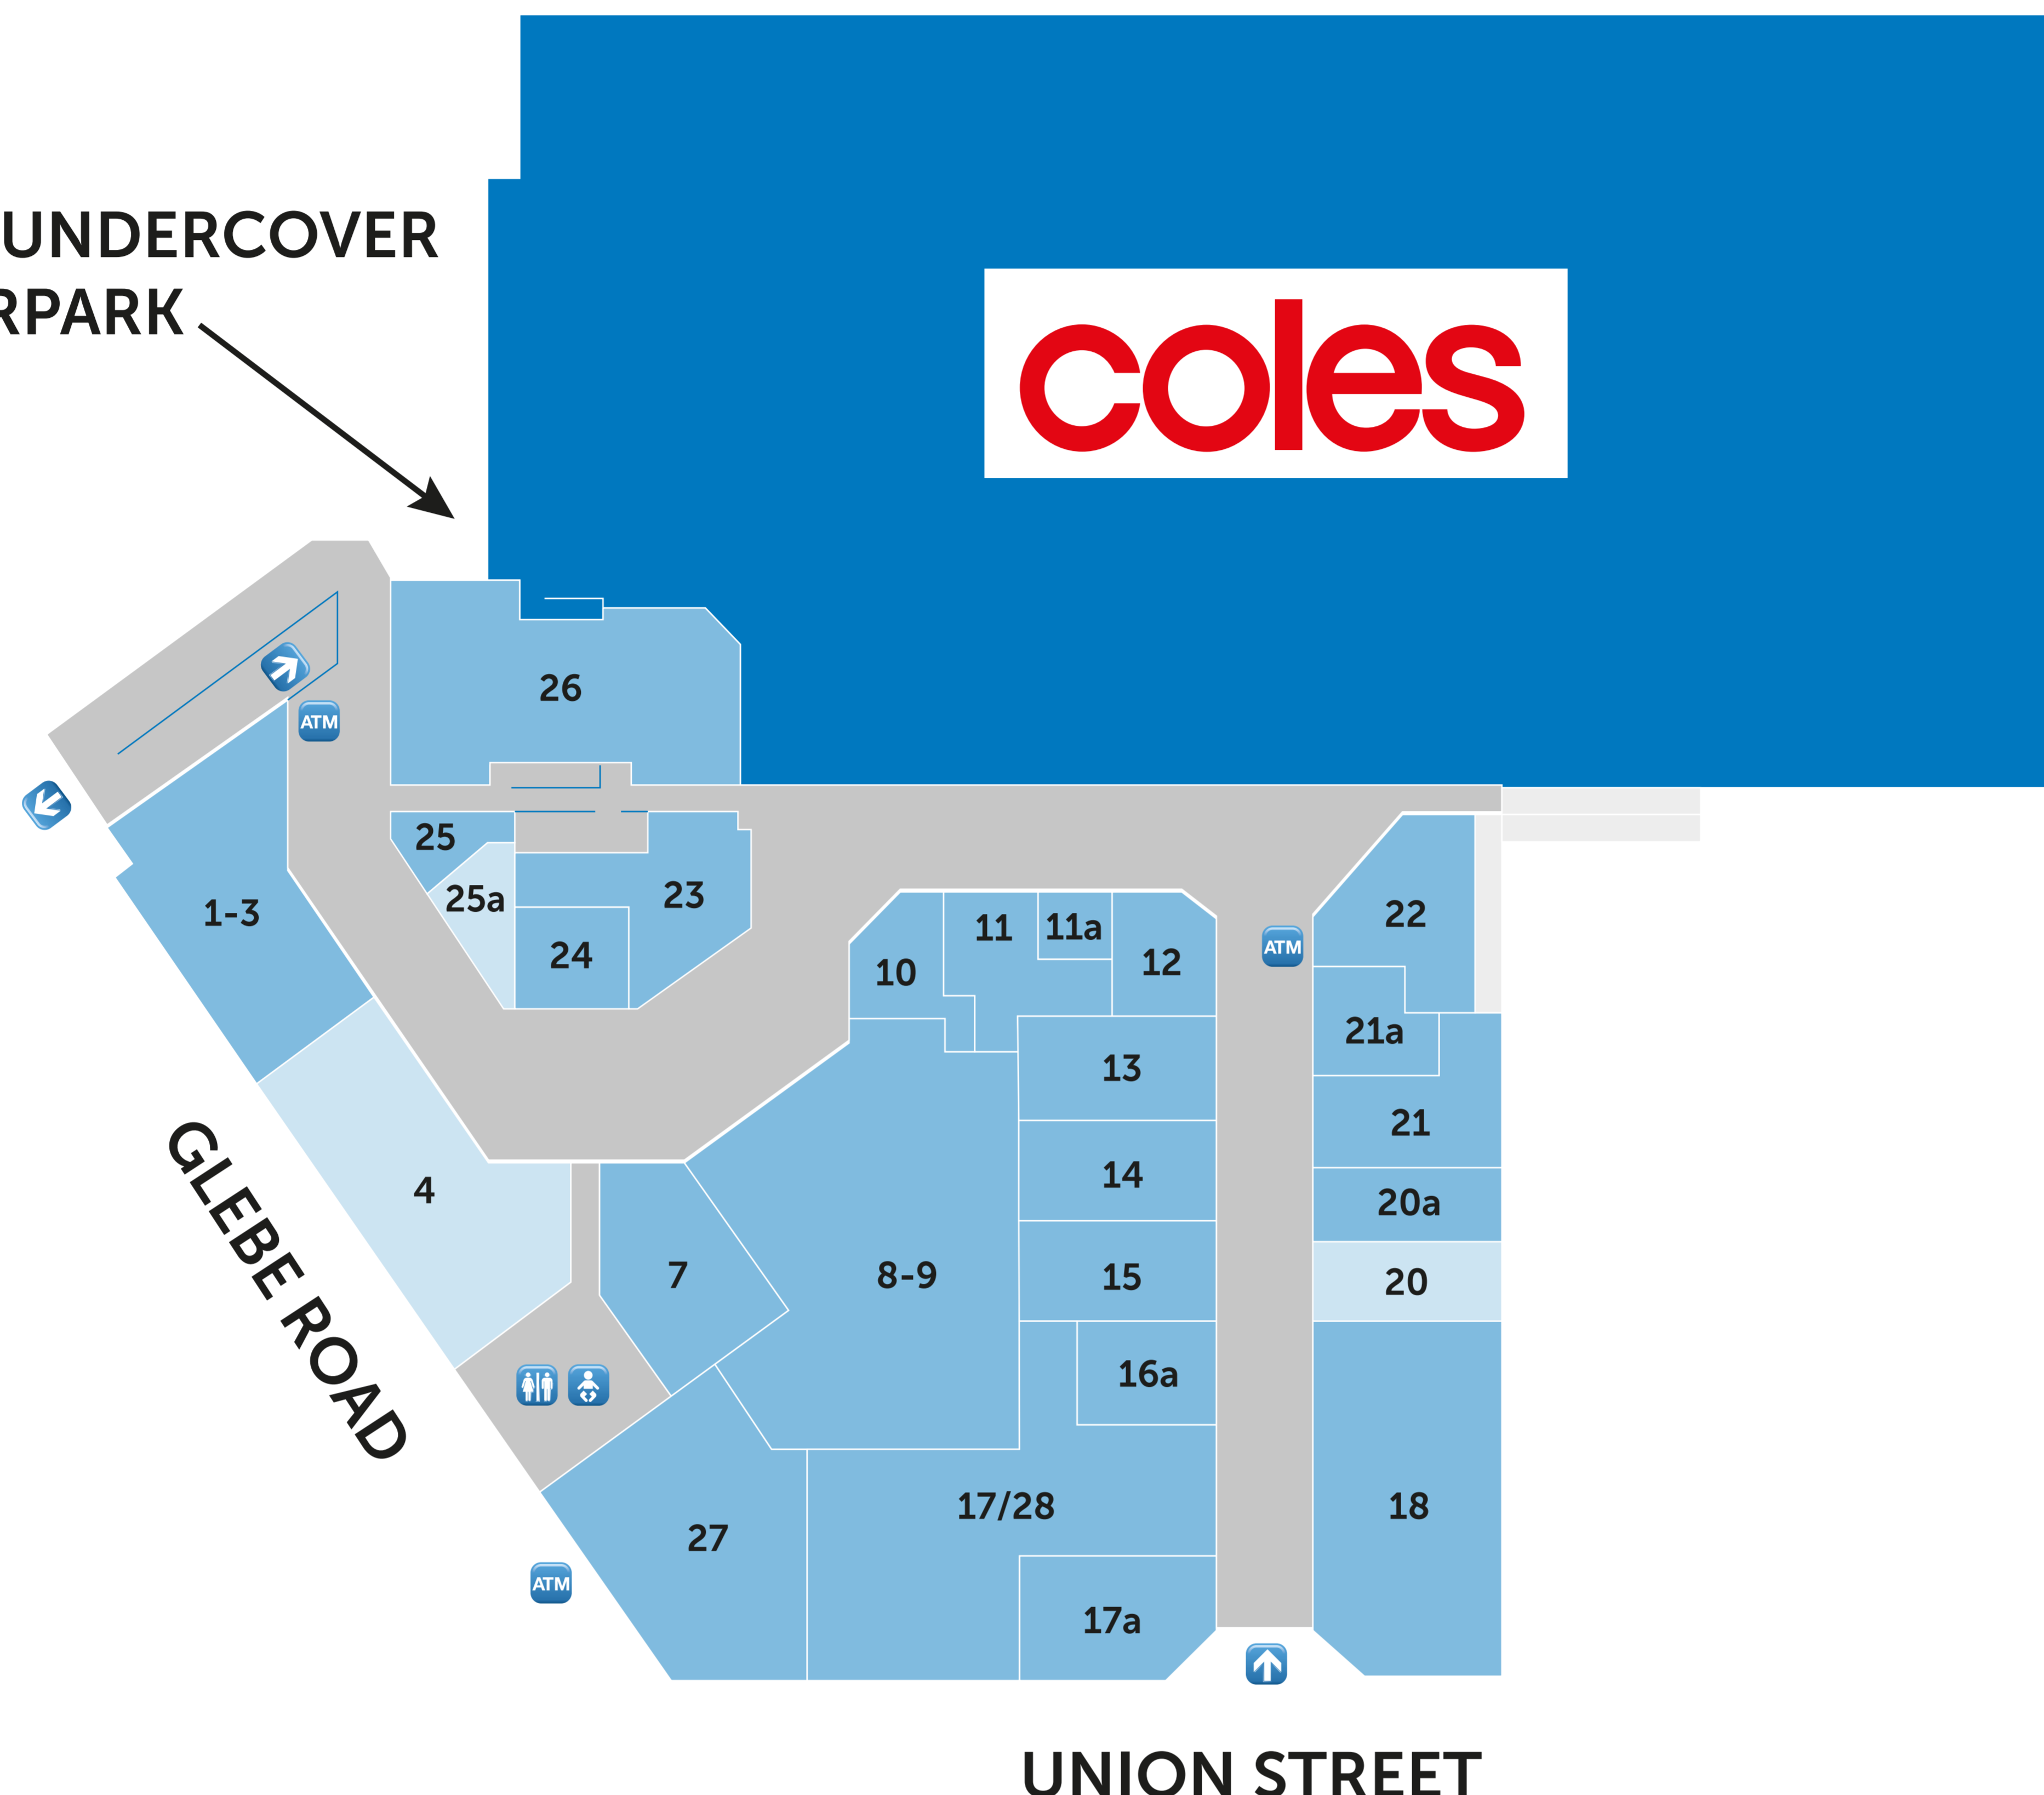 UNDERCOVER
RPARK
coles
26
ATM
25
1-3
25a
23
24
22
11
11a
12
10
ATM
21a
13
21
14
4
20a
7
8-9
15
20
16a
GLEBE ROAD
17/28
18
27
ATM
17a
UNION STREET